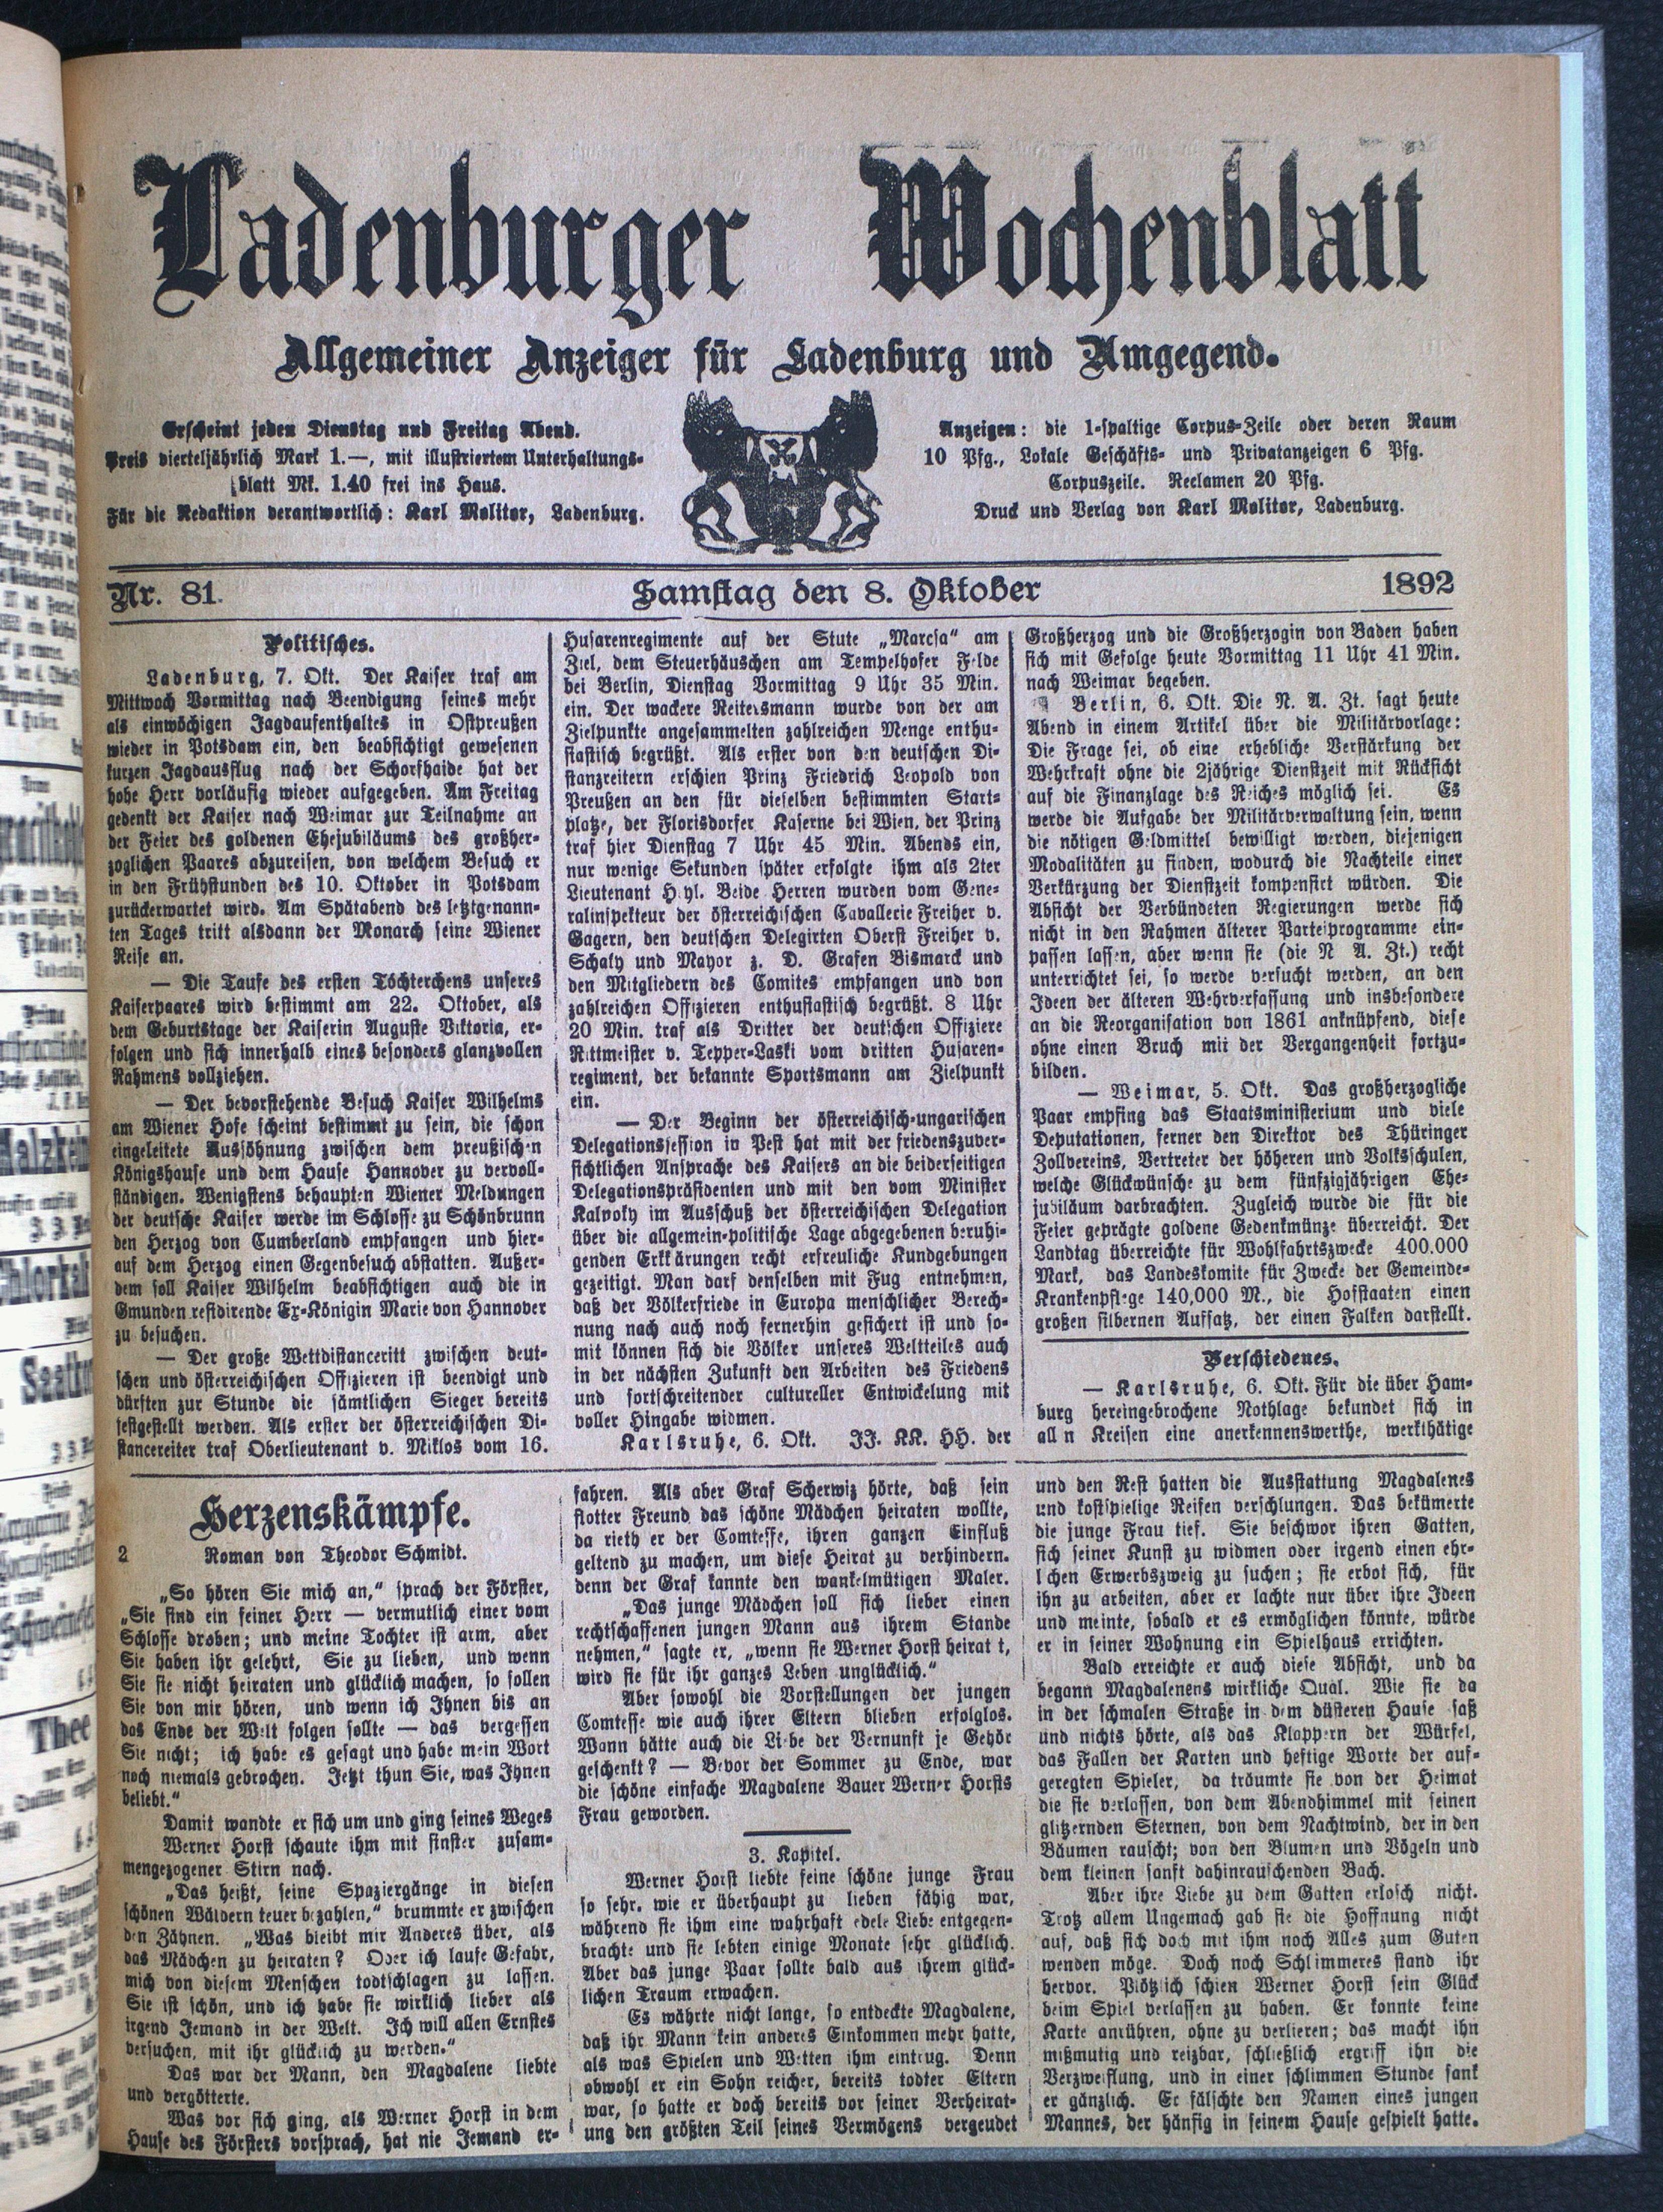 Ladenburger Wochenblatt
Allgemeiner Anzeiger für Ladenburg und Umgegend.
Erscheint jeden Dienstag und Freitag Abend.
Preis vierteljährlich Mark 1.—, mit illustriertem Unterhaltungs-
blatt Mk. 1.40 frei ins Haus.
Für die Redaktion verantwortlich: Karl Molitor, Ladenburg.
Anzeigen: die 1-spaltige Corpus-Zeile oder deren Raum
10 Pfg., Lokale Geschäfts- und Privatanzeigen 6 Pfg.
Corpuszeile. Reclamen 20 Pfg.
Druck und Verlag von Karl Molitor, Ladenburg.
Nr. 81.
Samstag den 8. Oktober
1892
Politisches.
Ladenburg, 7. Okt. Der Kaiser traf am
Mittwoch Vormittag nach Beendigung seines mehr
als einwöchigen Jagdaufenthaltes in Ostpreußen
wieder in Potsdam ein, den beabsichtigt gewesenen
kurzen Jagdausflug nach der Schorfhaide hat der
hohe Herr vorläufig wieder aufgegeben. Am Freitag
gedenkt der Kaiser nach Weimar zur Teilnahme an
der Feier des goldenen Ehejubiläums des großher-
zoglichen Paares abzureisen, von welchem Besuch er
in den Frühstunden des 10. Oktober in Potsdam
zurückerwartet wird. Am Spätabend des letztgenann-
ten Tages tritt alsdann der Monarch seine Wiener
Reise an.
— Die Taufe des ersten Töchterchens unseres
Kaiserpaares wird bestimmt am 22. Oktober, als
dem Geburtstage der Kaiserin Auguste Viktoria, er-
folgen und sich innerhalb eines besonders glanzvollen
Rahmens vollziehen.
— Der bevorstehende Besuch Kaiser Wilhelms
am Wiener Hofe scheint bestimmt zu sein, die schon
eingeleitete Aussöhnung zwischen dem preußischen
Königshause und dem Hause Hannover zu vervoll-
ständigen. Wenigstens behaupten Wiener Meldungen
der deutsche Kaiser werde im Schlosse zu Schönbrunn
den Herzog von Cumberland empfangen und hier-
auf dem Herzog einen Gegenbesuch abstatten. Außer-
dem soll Kaiser Wilhelm beabsichtigen auch die in
Gmunden residirende Ex-Königin Marie von Hannover
zu besuchen.
— Der große Wettdistanceritt zwischen deut-
schen und österreichischen Offizieren ist beendigt und
dürften zur Stunde die sämtlichen Sieger bereits
festgestellt werden. Als erster der österreichischen Di-
stancereiter traf Oberlieutenant v. Miklos vom 16.
Husarenregimente auf der Stute „Marcsa“ am
Ziel, dem Steuerhäuschen am Tempelhofer Felde
bei Berlin, Dienstag Vormittag 9 Uhr 35 Min.
ein. Der wackere Reitersmann wurde von der am
Zielpunkte angesammelten zahlreichen Menge enthu-
siastisch begrüßt. Als erster von den deutschen Di-
stanzreitern erschien Prinz Friedrich Leopold von
Preußen an den für dieselben bestimmten Start-
platze, der Florisdorfer Kaserne bei Wien, der Prinz
traf hier Dienstag 7 Uhr 45 Min. Abends ein,
nur wenige Sekunden später erfolgte ihm als 2ter
Lieutenant H.yl. Beide Herren wurden vom Gene-
ralinspekteur der österreichischen Cavallerie Freiher v.
Gagern, den deutschen Delegirten Oberst Freiher v.
Schaly und Mayor z. D. Grafen Bismarck und
den Mitgliedern des Comites empfangen und von
zahlreichen Offizieren enthustiastisch begrüßt. 8 Uhr
20 Min. traf als Dritter der deutschen Offiziere
Rittmeister v. Tepper-Laski vom dritten Husaren-
regiment, der bekannte Sportsmann am Zielpunkt
ein.
— Der Beginn der österreichisch-ungarischen
Delegationssession in Pest hat mit der friedenszuver-
sichtlichen Ansprache des Kaisers an die beiderseitigen
Delegationspräsidenten und mit den vom Minister
Kalnoky im Ausschuß der österreichischen Delegation
über die allgemein-politische Lage abgegebenen beruhi-
genden Erklärungen recht erfreuliche Kundgebungen
gezeitigt. Man darf denselben mit Fug entnehmen,
daß der Völkerfriede in Europa menschlicher Berech-
nung nach auch noch fernerhin gesichert ist und so-
mit können sich die Völker unseres Weltteiles auch
in der nächsten Zukunft den Arbeiten des Friedens
und fortschreitender cultureller Entwickelung mit
voller Hingabe widmen.
Karlsruhe, 6. Okt. JJ. KK. HH. der
Großherzog und die Großherzogin von Baden haben
sich mit Gefolge heute Vormittag 11 Uhr 41 Min.
nach Weimar begeben.
Berlin, 6. Okt. Die N. A. Zt. sagt heute
Abend in einem Artikel über die Militärvorlage:
Die Frage sei, ob eine erhebliche Verstärkung der
Wehrkraft ohne die 2jährige Dienstzeit mit Rücksicht
auf die Finanzlage des Reiches möglich sei. Es
werde die Aufgabe der Militärverwaltung sein, wenn
die nötigen Geldmittel bewilligt werden, diejenigen
Modalitäten zu finden, wodurch die Nachteile einer
Verkürzung der Dienstzeit kompensirt würden. Die
Absicht der Verbündeten Regierungen werde sich
nicht in den Rahmen älterer Parteiprogramme ein-
passen lassen, aber wenn sie (die N A. Zt.) recht
unterrichtet sei, so werde versucht werden, an den
Ideen der älteren Wehrverfassung und insbesondere
an die Reorganisation von 1861 anknüpfend, diese
ohne einen Bruch mit der Vergangenheit fortzu-
bilden.
— Weimar, 5. Okt. Das großherzogliche
Paar empfing das Staatsministerium und viele
Deputationen, ferner den Direktor des Thüringer
Zollvereins, Vertreter der höheren und Volksschulen,
welche Glückwünsche zu dem fünfzigjährigen Ehe-
jubiläum darbrachten. Zugleich wurde die für die
Feier geprägte goldene Gedenkmünze überreicht. Der
Landtag überreichte für Wohlfahrtszwecke 400.000
Mark, das Landeskomite für Zwecke der Gemeinde-
Krankenpflege 140,000 M., die Hofstaaten einen
großen silbernen Aufsatz, der einen Falken darstellt.
Verschiedenes.
— Karlsruhe, 6. Okt. Für die über Ham-
burg hereingebrochene Nothlage bekundet sich in
all n Kreisen eine anerkennenswerthe, werkthätige
Herzenskämpfe.
2 Roman von Theodor Schmidt.
„So hören Sie mich an,“ sprach der Förster,
„Sie sind ein feiner Herr — vermutlich einer vom
Schlosse droben; und meine Tochter ist arm, aber
Sie haben ihr gelehrt, Sie zu lieben, und wenn
Sie sie nicht heiraten und glücklich machen, so sollen
Sie von mir hören, und wenn ich Ihnen bis an
das Ende der Welt folgen sollte — das vergessen
Sie nicht; ich habe es gesagt und habe mein Wort
noch niemals gebrochen. Jetzt thun Sie, was Ihnen
beliebt.“
Damit wandte er sich um und ging seines Weges
Werner Horst schaute ihm mit finster zusam-
mengezogener Stirn nach.
„Das heißt, seine Spaziergänge in diesen
schönen Wäldern teuer bezahlen,“ brummte er zwischen
den Zähnen. „Was bleibt mir Anderes über, als
das Mädchen zu heiraten? Oder ich laufe Gefahr,
mich von diesem Menschen todtschlagen zu lassen.
Sie ist schön, und ich habe sie wirklich lieber als
irgend Jemand in der Welt. Ich will allen Ernstes
versuchen, mit ihr glücklich zu werden.“
Das war der Mann, den Magdalene liebte
und vergötterte.
Was vor sich ging, als Werner Horst in dem
Hause des Försters vorsprach, hat nie Jemand er-
fahren. Als aber Graf Scherwiz hörte, daß sein
flotter Freund das schöne Mädchen heiraten wollte,
da rieth er der Comtesse, ihren ganzen Einfluß
geltend zu machen, um diese Heirat zu verhindern.
denn der Graf kannte den wankelmütigen Maler.
„Das junge Mädchen soll sich lieber einen
rechtschaffenen jungen Mann aus ihrem Stande
nehmen,“ sagte er, „wenn sie Werner Horst heirat t,
wird sie für ihr ganzes Leben unglücklich.“
Aber sowohl die Vorstellungen der jungen
Comtesse wie auch ihrer Eltern blieben erfolglos.
Wann hätte auch die Liebe der Vernunft je Gehör
geschenkt? — Bevor der Sommer zu Ende, war
die schöne einfache Magdalene Bauer Werner Horsts
Frau geworden.
3. Kapitel.
Werner Horst liebte seine schöne junge Frau
so sehr, wie er überhaupt zu lieben fähig war,
während sie ihm eine wahrhaft edele Liebe entgegen-
brachte und sie lebten einige Monate sehr glücklich.
Aber das junge Paar sollte bald aus ihrem glück-
lichen Traum erwachen.
Es währte nicht lange, so entdeckte Magdalene,
daß ihr Mann kein anderes Einkommen mehr hatte,
als was Spielen und Wetten ihm eintrug. Denn
obwohl er ein Sohn reicher, bereits todter Eltern
war, so hatte er doch bereits vor seiner Verheirat-
ung den größten Teil seines Vermögens vergeudet
und den Rest hatten die Ausstattung Magdalenes
und kostspielige Reisen verschlungen. Das bekümerte
die junge Frau tief. Sie beschwor ihren Gatten,
sich seiner Kunst zu widmen oder irgend einen ehr-
l chen Erwerbszweig zu suchen; sie erbot sich, für
ihn zu arbeiten, aber er lachte nur über ihre Ideen
und meinte, sobald er es ermöglichen könnte, würde
er in seiner Wohnung ein Spielhaus errichten.
Bald erreichte er auch diese Absicht, und da
begann Magdalenens wirkliche Qual. Wie sie da
in der schmalen Straße in dem düsteren Hause saß
und nichts hörte, als das Klappern der Würfel,
das Fallen der Karten und heftige Worte der auf-
geregten Spieler, da träumte sie von der Heimat
die sie verlassen, von dem Abendhimmel mit seinen
glitzernden Sternen, von dem Nachtwind, der in den
Bäumen rauscht; von den Blumen und Vögeln und
dem kleinen sanft dahinrauschenden Bach.
Aber ihre Liebe zu dem Gatten erlosch nicht.
Trotz allem Ungemach gab sie die Hoffnung nicht
auf, daß sich doch mit ihm noch Alles zum Guten
wenden möge. Doch noch Schlimmeres stand ihr
bervor. Plötzlich schien Werner Horst sein Glück
beim Spiel verlassen zu haben. Er konnte keine
Karte anrühren, ohne zu verlieren; das macht ihn
mißmutig und reizbar, schließlich ergriff ihn die
Verzweiflung, und in einer schlimmen Stunde sank
er gänzlich. Er fälschte den Namen eines jungen
Mannes, der häufig in seinem Hause gespielt hatte.